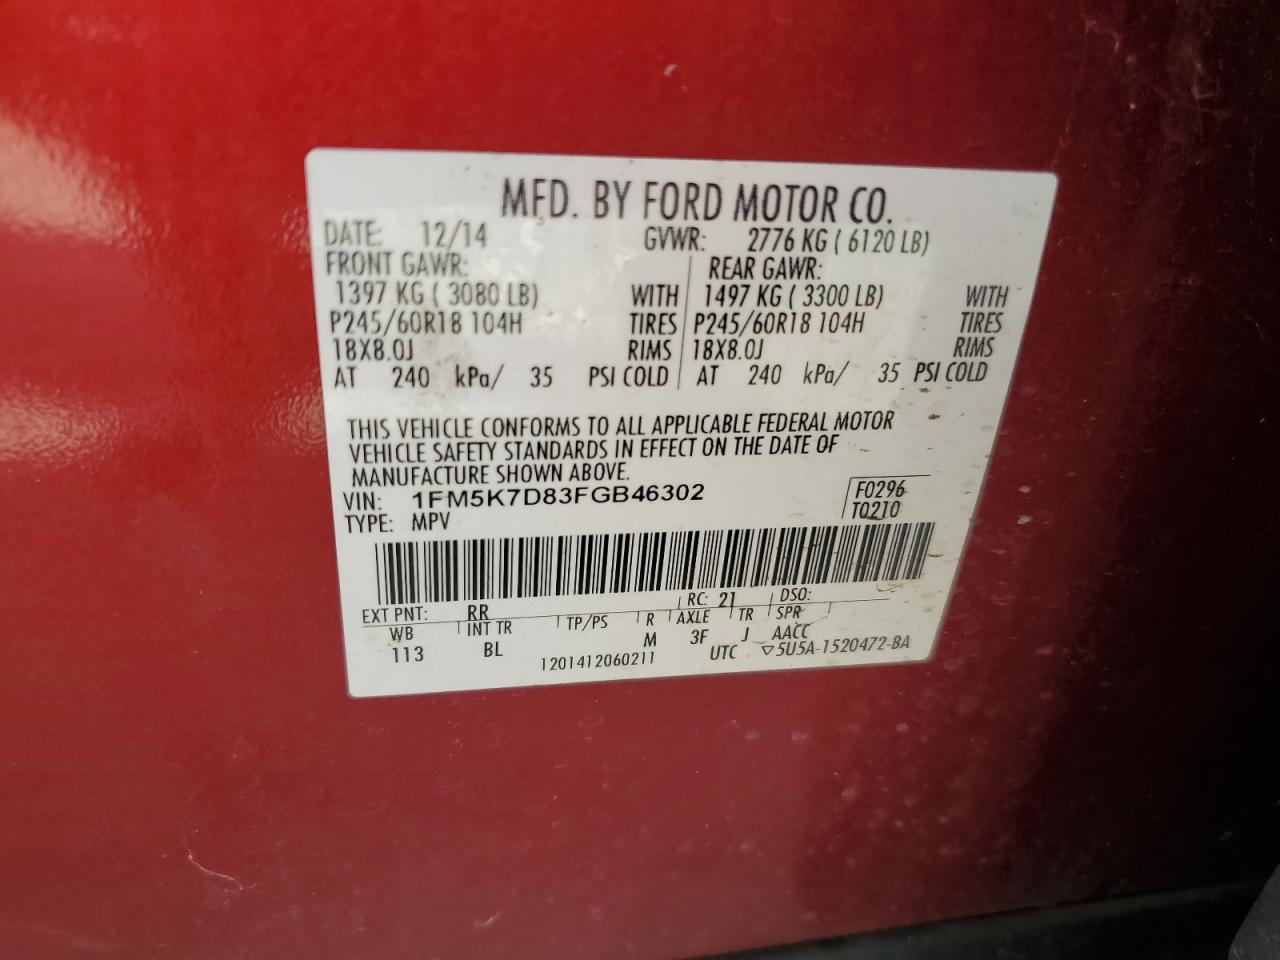 MFD. BY FORD MOTOR CO.
DATE: 12/14 GVWR: 2776 KG ( 6120 LB)
FRONT GAWR: REAR GAWR:
1397 KG ( 3080 LB) WITH 1497 KG ( 3300 LB) WITH
P245/60R18 104H TIRES P245/60R18 104H TIRES
18X8.0J RIMS 18X8.0J RIMS
AT 240 kPa/ 35 PSI COLD AT 240 kPa/ 35 PSI COLD
THIS VEHICLE CONFORMS TO ALL APPLICABLE FEDERAL MOTOR
VEHICLE SAFETY STANDARDS IN EFFECT ON THE DATE OF
MANUFACTURE SHOWN ABOVE.
VIN: 1FM5K7D83FGB46302 F0296
TYPE: MPV T0210
EXT PNT: RR RC: 21 DSO:
WB INT TR TP/PS R AXLE TR SPR
113 BL M 3F J AACC
1201412060211 UTC ▽5U5A-1520472-BA